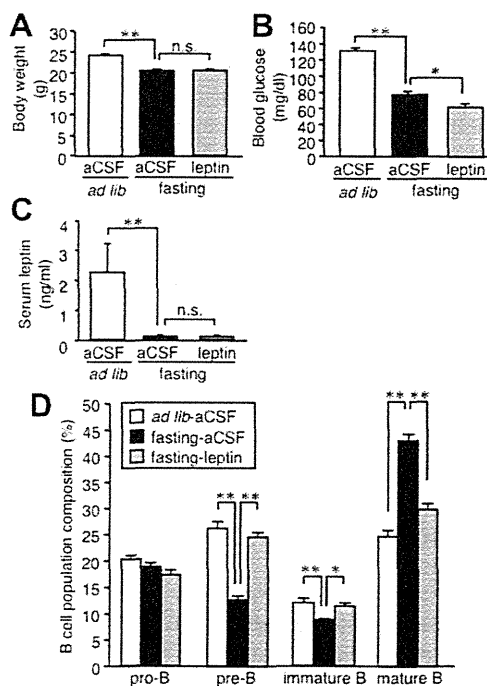 A
Body weight
(g)
30
25
20
15
10
5
0
**
n.s.
aCSF aCSF leptin
ad lib fasting
B
Blood glucose
(mg/dl)
160
140
120
100
80
60
40
20
0
**
*
aCSF aCSF leptin
ad lib fasting
C
Serum leptin
(ng/ml)
4
3
2
1
0
**
n.s.
aCSF aCSF leptin
ad lib fasting
D
B cell population composition (%)
50
45
40
35
30
25
20
15
10
5
0
ad lib-aCSF
fasting-aCSF
fasting-leptin
** **
** *
** **
pro-B pre-B immature B mature B